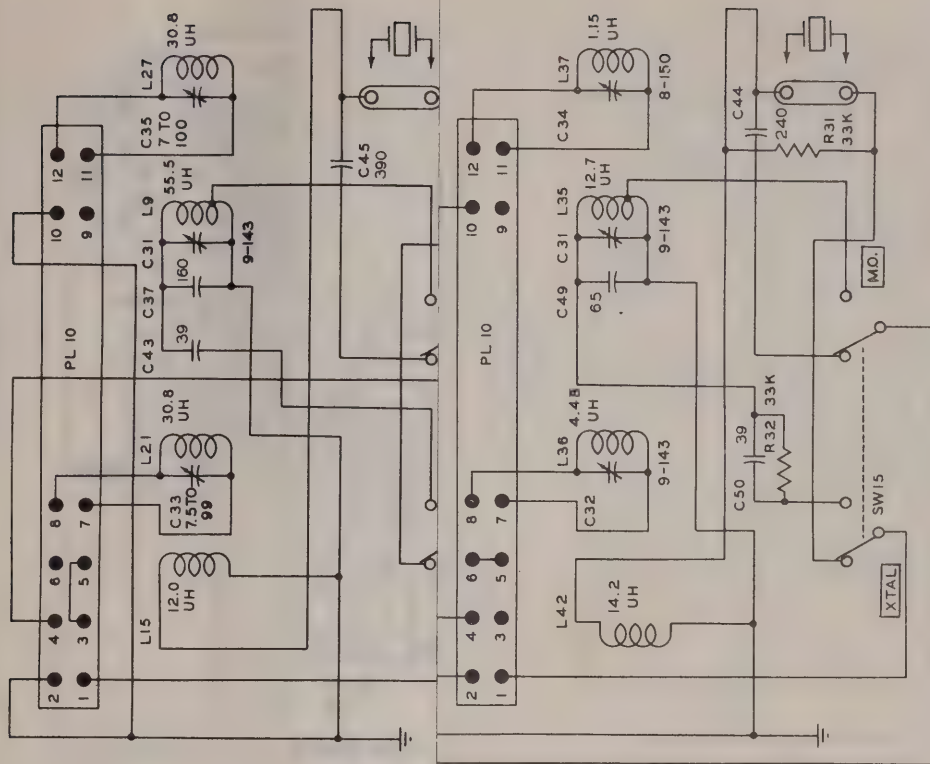 PL 10
2
4
6
8
10
12
1
3
5
7
9
11
L15
12.0
UH
L21
30.8
UH
C33
7.5 TO
99
C43
39
C37
160
C31
9-143
L9
55.5
UH
L27
30.8
UH
C35
7 TO
100
C45
390
PL 10
2
4
6
8
10
12
1
3
5
7
9
11
L42
14.2
UH
L36
4.48
UH
C32
9-143
C49
65
C31
9-143
L35
12.7
UH
L37
1.15
UH
C34
8-150
C44
240
R31
33K
C50
39
R32
33K
SW15
XTAL
M.O.